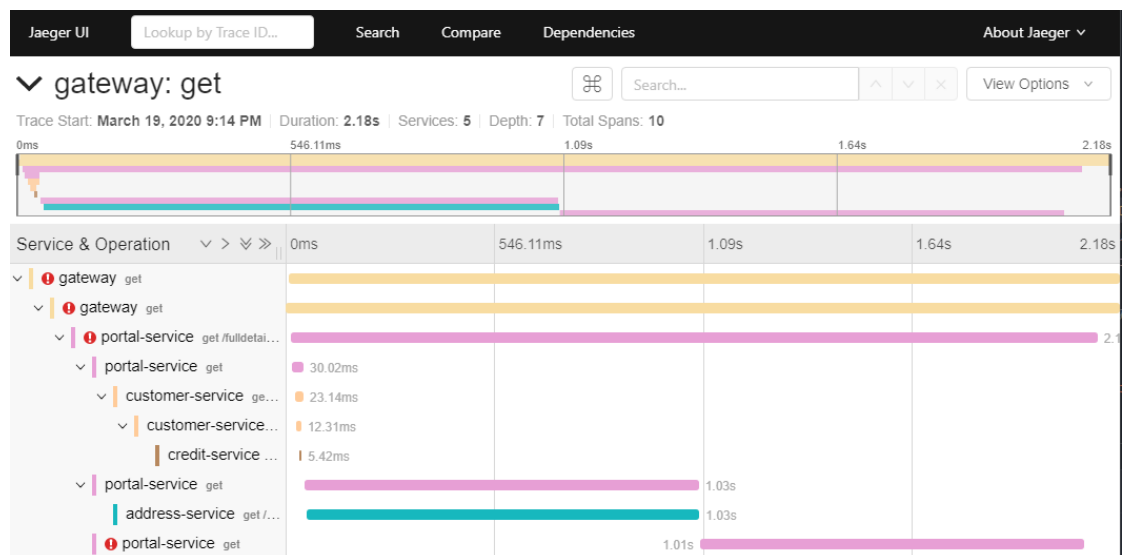 Jaeger UI Lookup by Trace ID... Search Compare Dependencies About Jaeger
gateway: get Search... View Options
Trace Start: March 19, 2020 9:14 PM Duration: 2.18s Services: 5 Depth: 7 Total Spans: 10
0ms 546.11ms 1.09s 1.64s 2.18s
Service & Operation 0ms 546.11ms 1.09s 1.64s 2.18s
gateway get
gateway get
portal-service get /fulldetai... 2.1
portal-service get 30.02ms
customer-service ge... 23.14ms
customer-service... 12.31ms
credit-service ... 5.42ms
portal-service get 1.03s
address-service get /... 1.03s
portal-service get 1.01s